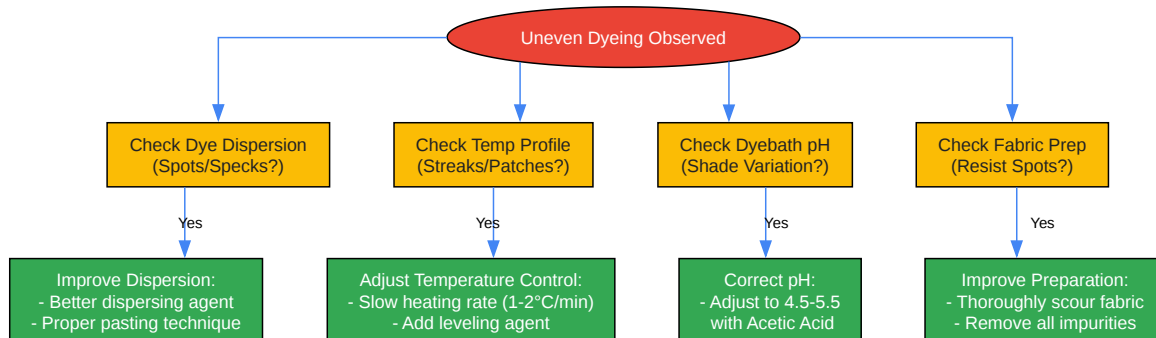 Uneven Dyeing Observed
Check Dye Dispersion
(Spots/Specks?)
Check Temp Profile
(Streaks/Patches?)
Check Dyebath pH
(Shade Variation?)
Check Fabric Prep
(Resist Spots?)
Yes
Yes
Yes
Yes
Improve Dispersion:
- Better dispersing agent
- Proper pasting technique
Adjust Temperature Control:
- Slow heating rate (1-2°C/min)
- Add leveling agent
Correct pH:
- Adjust to 4.5-5.5
with Acetic Acid
Improve Preparation:
- Thoroughly scour fabric
- Remove all impurities